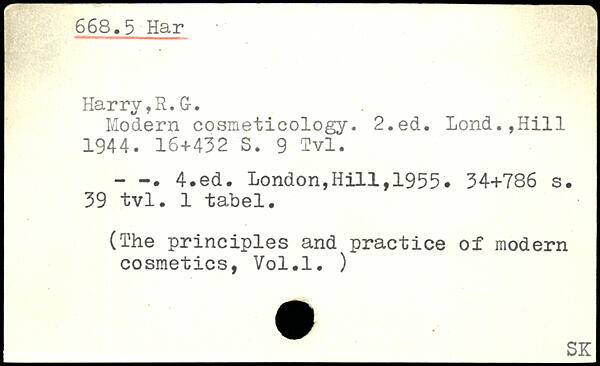 668.5 Har
Harry,R.G.
Modern cosmeticology. 2.ed. Lond.,Hill
1944. 16+432 S. 9 Tvl.
- -. 4.ed. London,Hill,1955. 34+786 s.
39 tvl. 1 tabel.
(The principles and practice of modern
cosmetics, Vol.1. )
SK